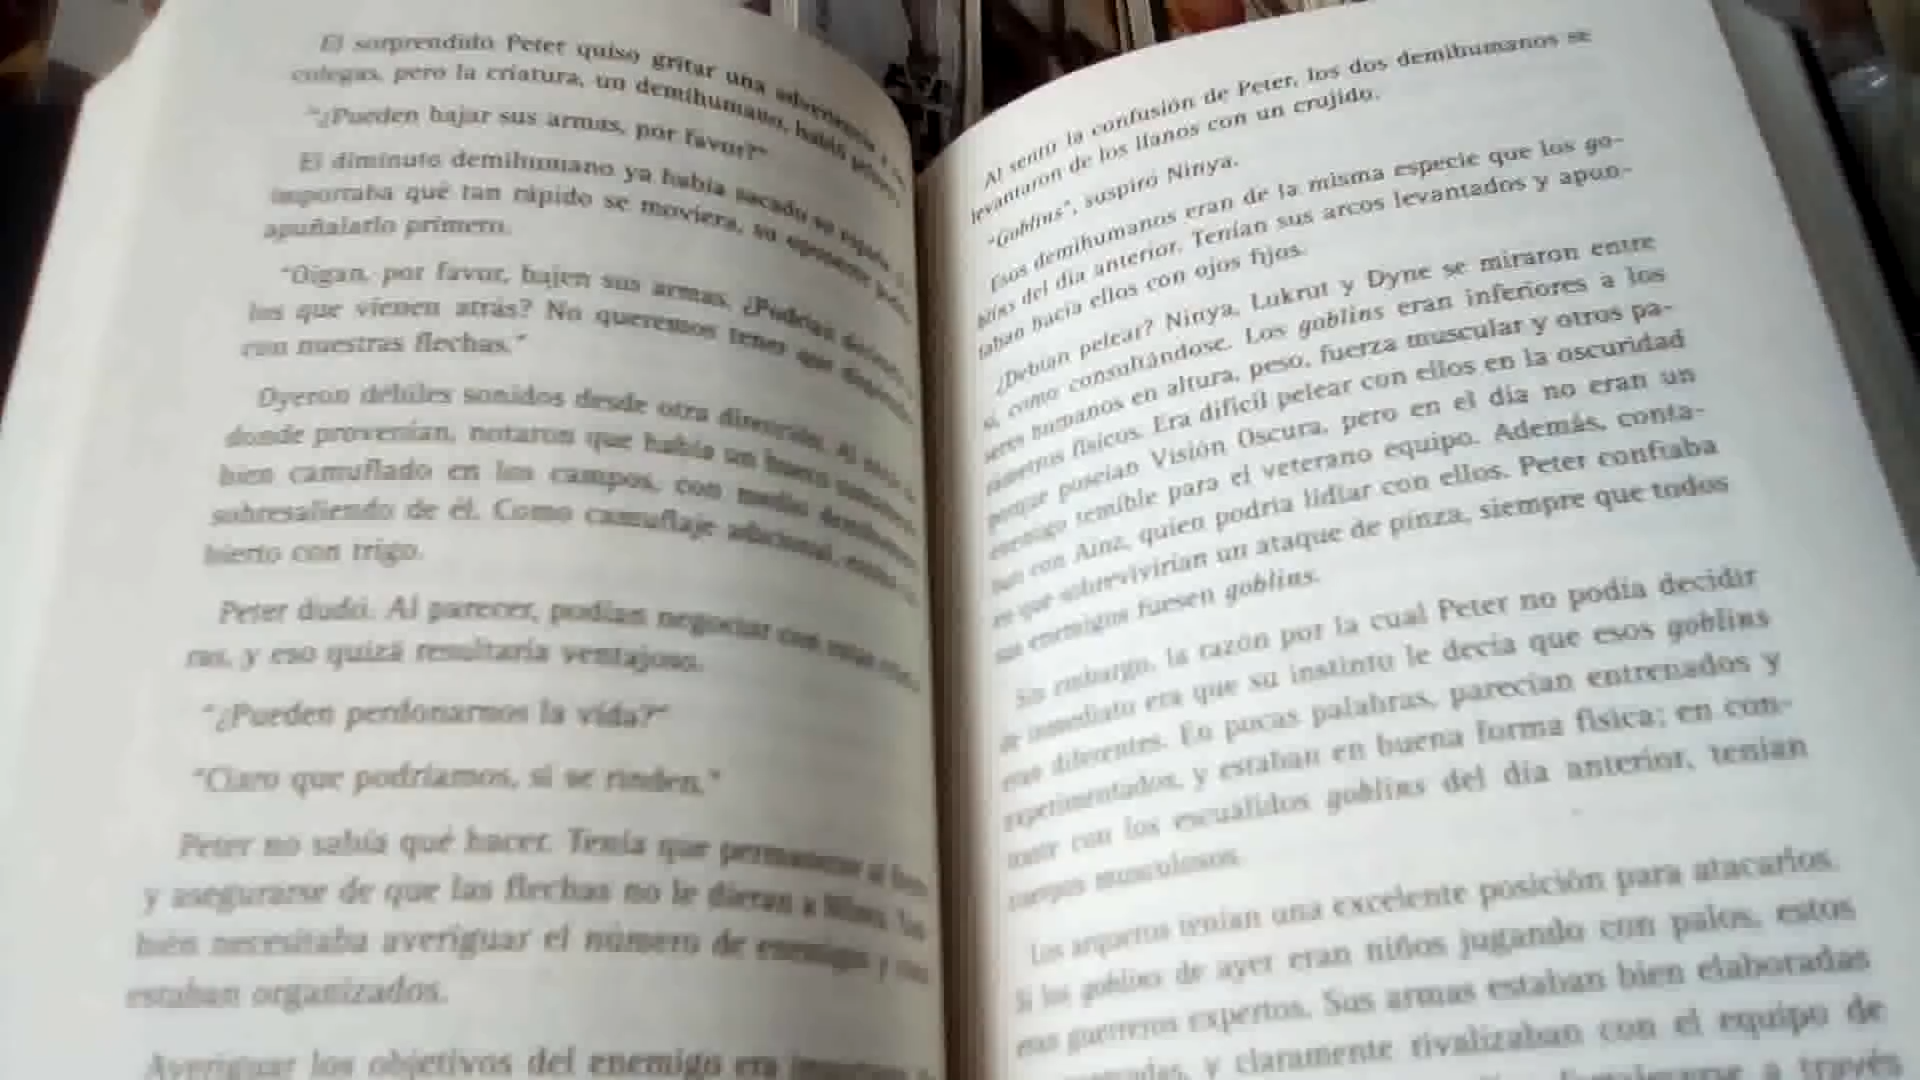 El sorprendido Peter quiso gritar una advertencia a
colegas, pero la criatura, un demihumano, había
"¿Pueden bajar sus armas, por favor?"
El diminuto demihumano ya había sacado su
importaba qué tan rápido se moviera, su oponente
apuñalarlo primero.
"Oigan, por favor, bajen sus armas. ¿Podrían
los que vienen atrás? No queremos tener que
con nuestras flechas."
Oyeron débiles sonidos desde otra dirección. Al
donde provenían, notaron que había un
bien camuflado en los campos, con medio
sobresaliendo de él. Como camuflaje adicional,
bierto con trigo.
Peter dudó. Al parecer, podían negociar con
ras, y eso quizá resultaría ventajoso.
"¿Pueden perdonarnos la vida?"
"Claro que podríamos, si se rinden."
Peter no sabía qué hacer. Tenía que permanecer al
y asegurarse de que las flechas no le dieran a
bién necesitaba averiguar el número de enemigos y
estaban organizados.
Averiguar los objetivos del enemigo era
Al sentir la confusión de Peter, los dos demihumanos se
levantaron de los llanos con un crujido.
"Goblins", suspiró Ninya.
Esos demihumanos eran de la misma especie que los go-
blins del día anterior. Tenían sus arcos levantados y apun-
taban hacia ellos con ojos fijos.
¿Debían pelear? Ninya, Lukrut y Dyne se miraron entre
sí, como consultándose. Los goblins eran inferiores a los
seres humanos en altura, peso, fuerza muscular y otros pa-
rámetros físicos. Era difícil pelear con ellos en la oscuridad
porque poseían Visión Oscura, pero en el día no eran un
enemigo temible para el veterano equipo. Además, conta-
ban con Ainz, quien podría lidiar con ellos. Peter confiaba
en que sobrevivirían un ataque de pinza, siempre que todos
sus enemigos fuesen goblins.
Sin embargo, la razón por la cual Peter no podía decidir
de inmediato era que su instinto le decía que esos goblins
eran diferentes. En pocas palabras, parecían entrenados y
experimentados, y estaban en buena forma física; en con-
traste con los escuálidos goblins del día anterior, tenían
cuerpos musculosos.
Los arqueros tenían una excelente posición para atacarlos.
Si los goblins de ayer eran niños jugando con palos, estos
eran guerreros expertos. Sus armas estaban bien elaboradas
y claramente rivalizaban con el equipo de
a través